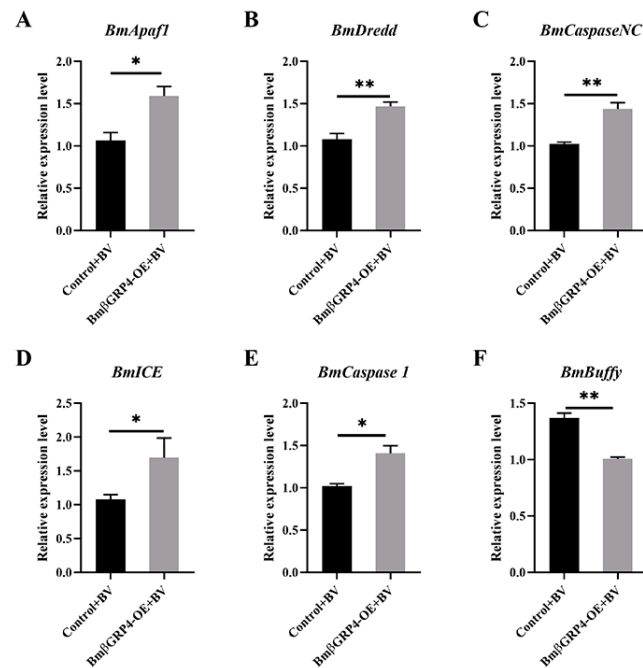 A
BmApaf1
Relative expression level
2.0
1.5
1.0
0.5
0.0
*
Control+BV
BmβGRP4-OE+BV
B
BmDredd
Relative expression level
2.0
1.5
1.0
0.5
0.0
**
Control+BV
BmβGRP4-OE+BV
C
BmCaspaseNC
Relative expression level
2.0
1.5
1.0
0.5
0.0
**
Control+BV
BmβGRP4-OE+BV
D
BmICE
Relative expression level
2.5
2.0
1.5
1.0
0.5
0.0
*
Control+BV
BmβGRP4-OE+BV
E
BmCaspase 1
Relative expression level
2.0
1.5
1.0
0.5
0.0
*
Control+BV
BmβGRP4-OE+BV
F
BmBuffy
Relative expression level
1.5
1.0
0.5
0.0
**
Control+BV
BmβGRP4-OE+BV